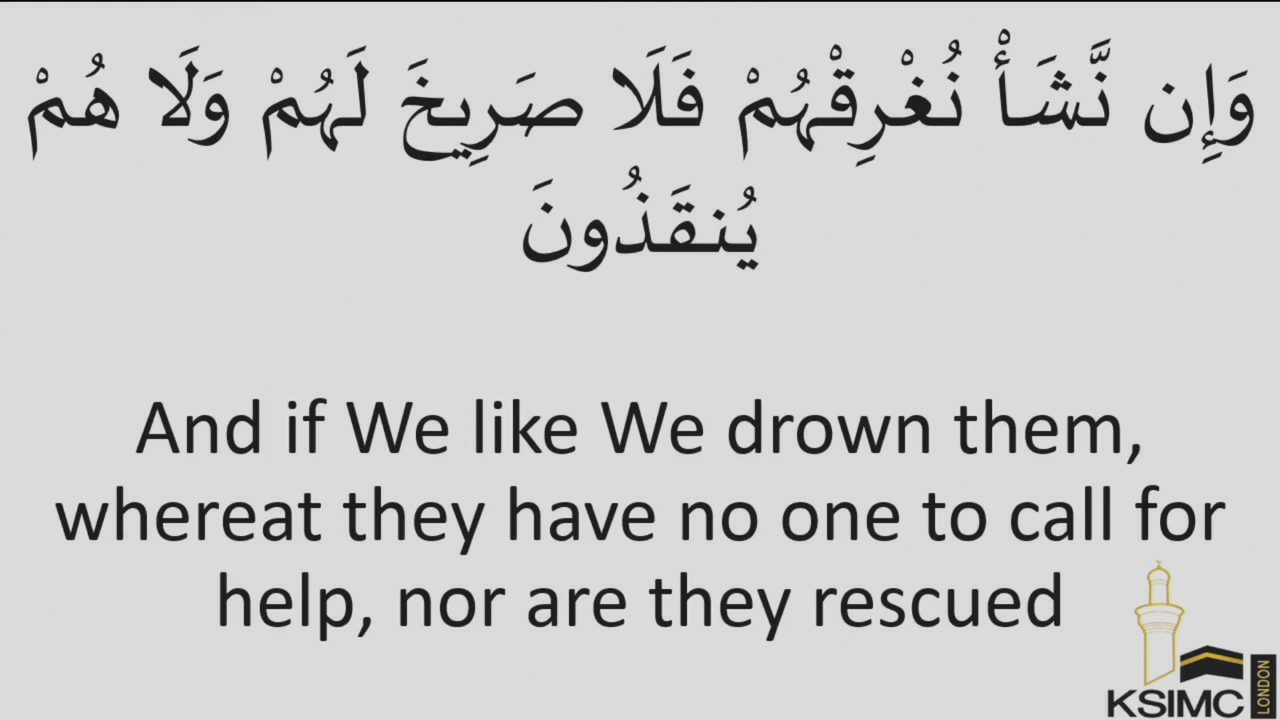 وَإِن نَّشَأْ نُغْرِقْهُمْ فَلَا صَرِيخَ لَهُمْ وَلَا هُمْ
يُنقَذُونَ
And if We like We drown them,
whereat they have no one to call for
help, nor are they rescued
KSIMC
LONDON